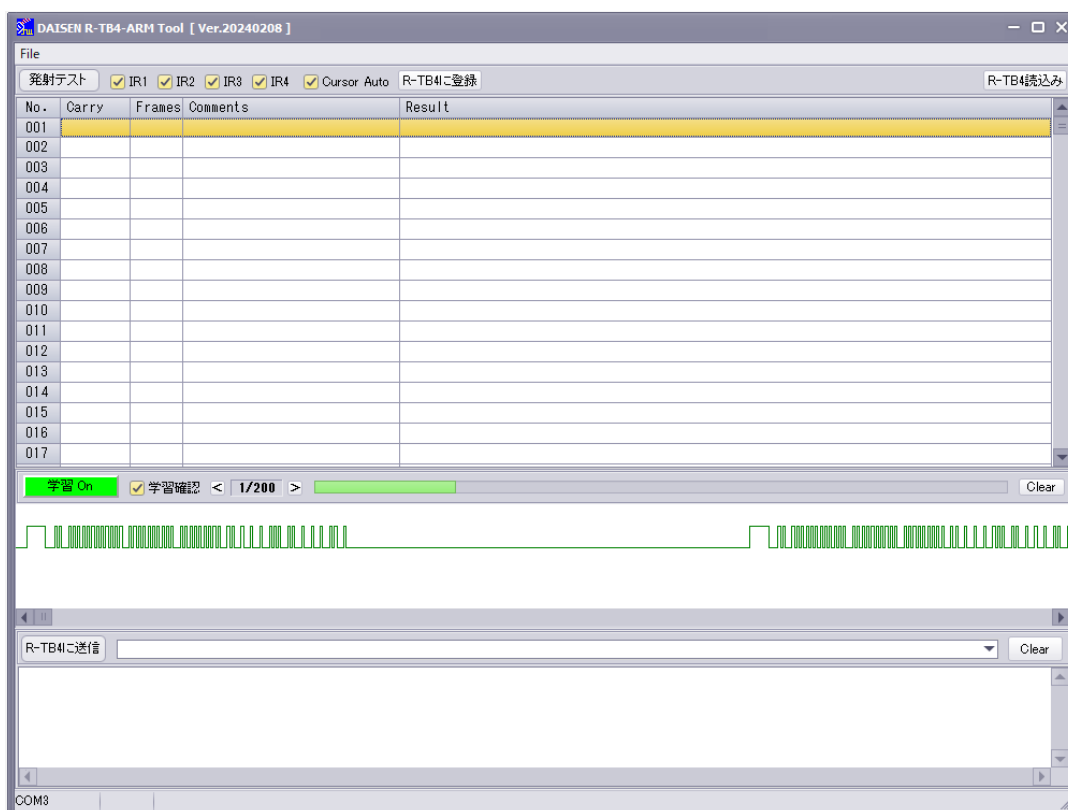 DAISEN R-TB4-ARM Tool [ Ver.20240208 ]
File
発射テスト IR1 IR2 IR3 IR4 Cursor Auto R-TB4に登録 R-TB4読込み
No. Carry Frames Comments Result
001
002
003
004
005
006
007
008
009
010
011
012
013
014
015
016
017
学習 On 学習確認 < 1/200 > Clear
R-TB4に送信 Clear
COM3